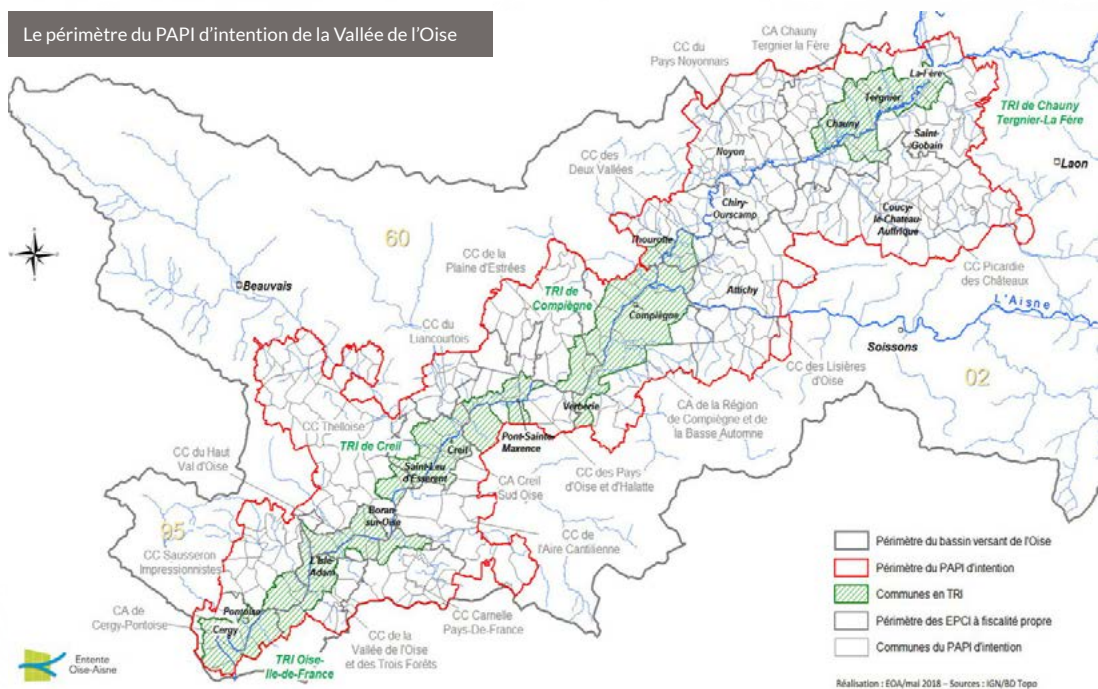 Le périmètre du PAPI d'intention de la Vallée de l'Oise
CA Chauny
Tergnier la Fère
CC du
Pays Noyonnais
La-Fère
Tergnier
TRI de Chauny
Tergnier-La Fère
Chauny
Saint-
Gobain
Noyon
Laon
CC des
Deux Vallées
Chiry-
Ourscamp
Coucy-
le-Chateau-
Auffrique
60
Thourotte
CC de la
Plaine d'Estrées
CC Picardie
des Châteaux
Beauvais
TRI de
Compiègne
Attichy
L'Aisne
Compiègne
CC du
Liancourtois
Soissons
CC des Lisières
d'Oise
02
CC Thelloise
Verberie
CA de la Région
de Compiègne et de
la Basse Automne
TRI de Creil
Creil
Pont-Sainte-
Maxence
CC du Haut
Val d'Oise
Saint-Leu
d'Esserent
CC des Pays
d'Oise et d'Halatte
CA Creil
Sud Oise
Boran-
sur-Oise
95
CC de
l'Aire Cantilienne
CC Sausseron
Impressionnistes
L'Isle-
Adam
CA de
Cergy-Pontoise
Pontoise
Cergy
CC Carnelle
Pays-De-France
CC de la
Vallée de l'Oise
et des Trois Forêts
TRI Oise-
Ile-de-France
Périmètre du bassin versant de l'Oise
Périmètre du PAPI d'intention
Communes en TRI
Périmètre des EPCI à fiscalité propre
Communes du PAPI d'intention
Entente
Oise-Aisne
Réalisation : EOA/mai 2018 – Sources : IGN/BD Topo